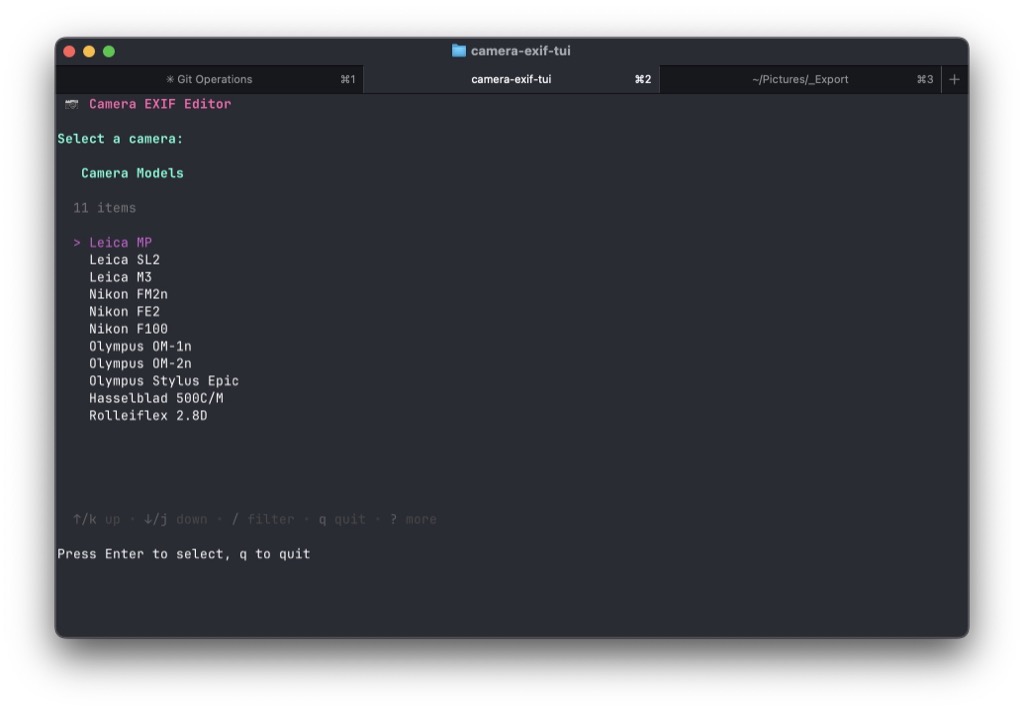 camera-exif-tui
✳ Git Operations ⌘1 camera-exif-tui ⌘2 ~/Pictures/_Export ⌘3 +
📷 Camera EXIF Editor
Select a camera:
Camera Models
11 items
> Leica MP
Leica SL2
Leica M3
Nikon FM2n
Nikon FE2
Nikon F100
Olympus OM-1n
Olympus OM-2n
Olympus Stylus Epic
Hasselblad 500C/M
Rolleiflex 2.8D
↑/k up · ↓/j down · / filter · q quit · ? more
Press Enter to select, q to quit